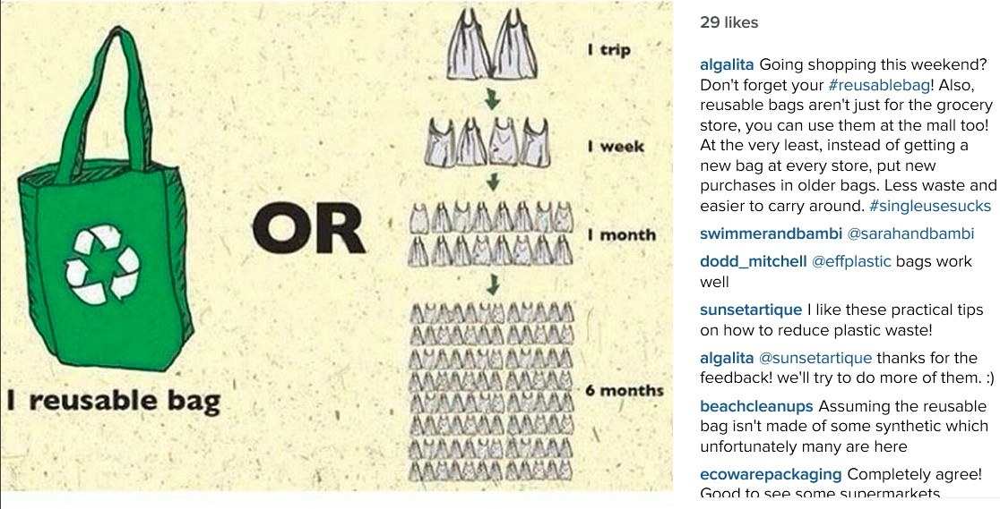 1 reusable bag
OR
1 trip
1 week
1 month
6 months
29 likes
algalita Going shopping this weekend?
Don't forget your #reusablebag! Also,
reusable bags aren't just for the grocery
store, you can use them at the mall too!
At the very least, instead of getting a
new bag at every store, put new
purchases in older bags. Less waste and
easier to carry around. #singleusesucks
swimmerandbambi @sarahandbambi
dodd_mitchell @effplastic bags work
well
sunsetartique I like these practical tips
on how to reduce plastic waste!
algalita @sunsetartique thanks for the
feedback! we'll try to do more of them. :)
beachcleanups Assuming the reusable
bag isn't made of some synthetic which
unfortunately many are here
ecowarepackaging Completely agree!
Good to see some supermarkets